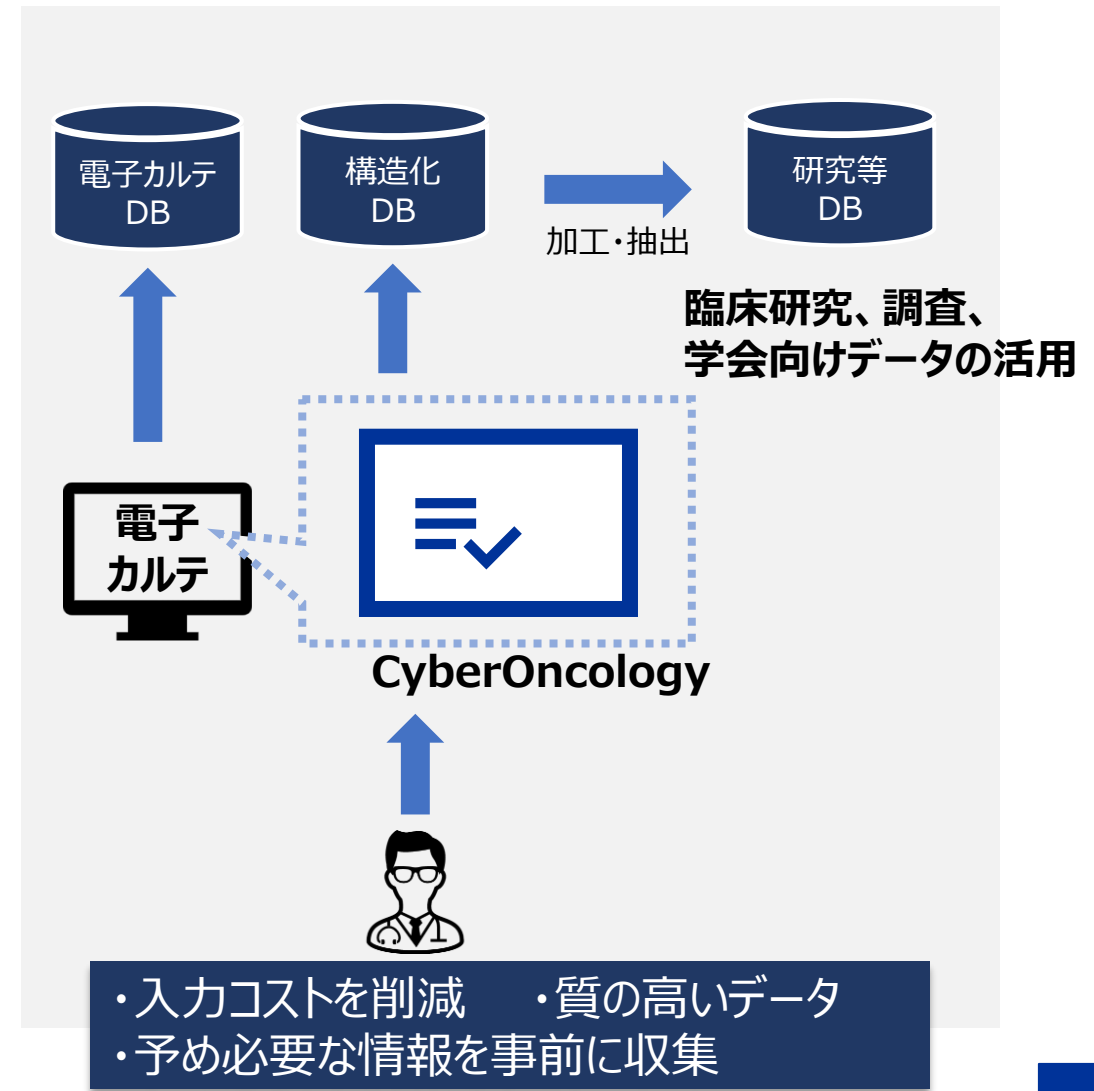 電子カルテ
DB
構造化
DB
加工・抽出
研究等
DB
臨床研究、調査、
学会向けデータの活用
電子
カルテ
CyberOncology
・入力コストを削減　・質の高いデータ
・予め必要な情報を事前に収集